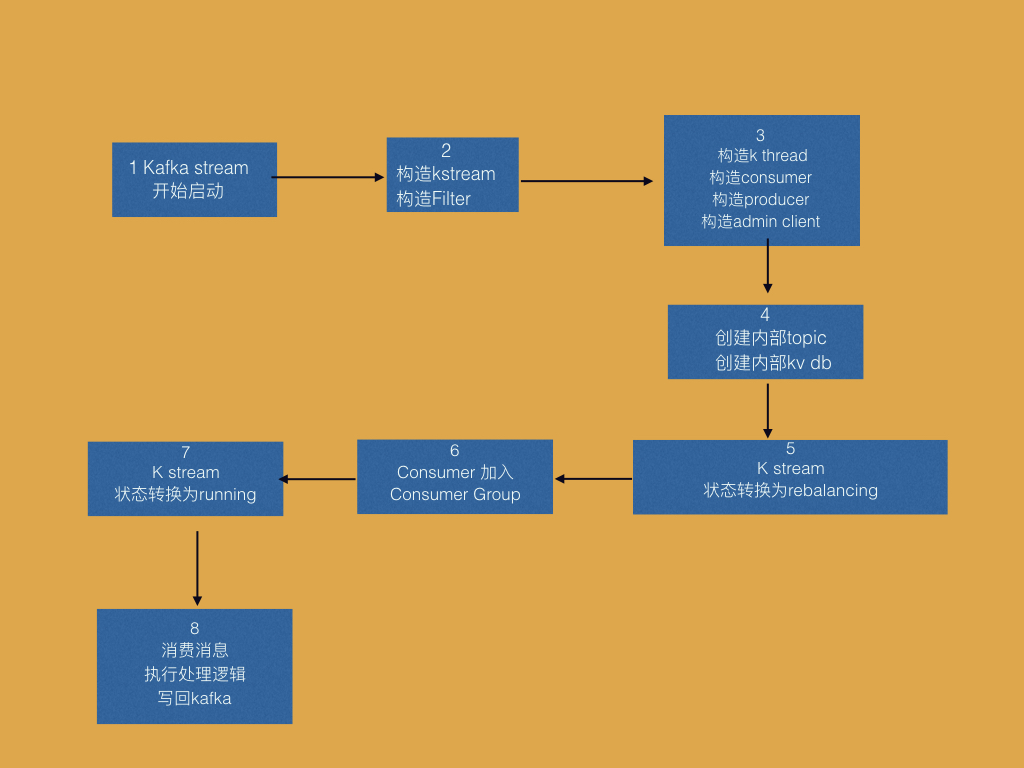 1 Kafka stream
开始启动
2
构造kstream
构造Filter
3
构造k thread
构造consumer
构造producer
构造admin client
4
创建内部topic
创建内部kv db
5
K stream
状态转换为rebalancing
6
Consumer 加入
Consumer Group
7
K stream
状态转换为running
8
消费消息
执行处理逻辑
写回kafka